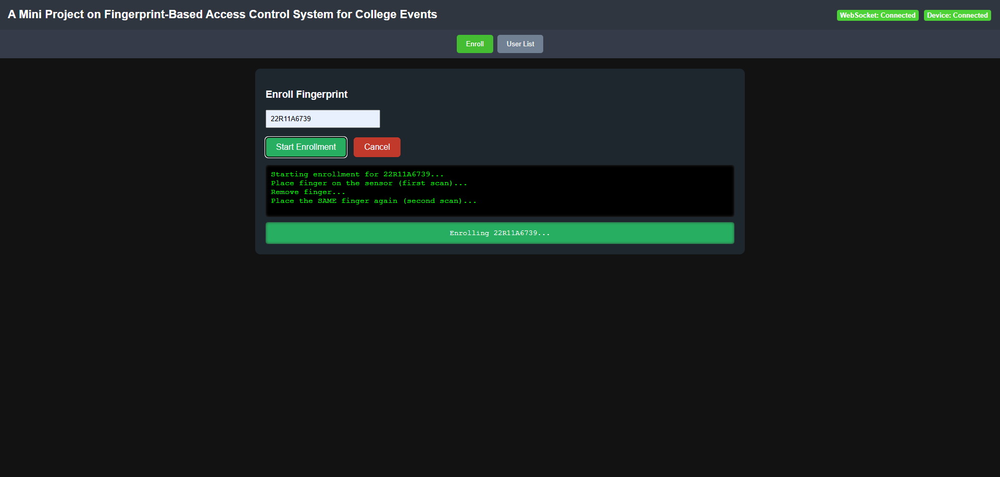 A Mini Project on Fingerprint-Based Access Control System for College Events
WebSocket: Connected
Device: Connected
Enroll
User List
Enroll Fingerprint
22R11A6739
Start Enrollment
Cancel
Starting enrollment for 22R11A6739...
Place finger on the sensor (first scan)...
Remove finger...
Place the SAME finger again (second scan)...
Enrolling 22R11A6739...